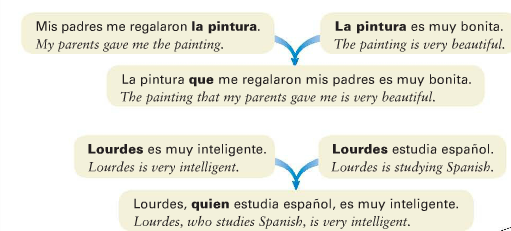 Mis padres me regalaron la pintura.
My parents gave me the painting.
La pintura es muy bonita.
The painting is very beautiful.
La pintura que me regalaron mis padres es muy bonita.
The painting that my parents gave me is very beautiful.
Lourdes es muy inteligente.
Lourdes is very intelligent.
Lourdes estudia español.
Lourdes is studying Spanish.
Lourdes, quien estudia español, es muy inteligente.
Lourdes, who studies Spanish, is very intelligent.